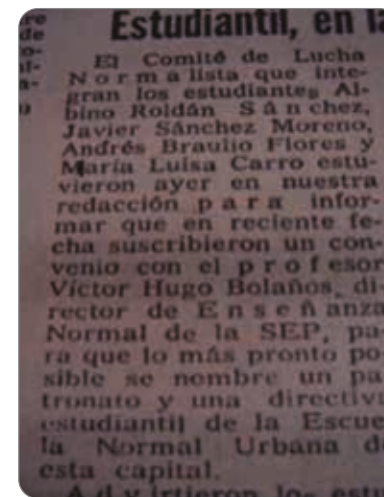 Estudiantil, en la
El Comité de Lucha
Normalista que inte-
gran los estudiantes Al-
bino Roldán Sánchez,
Javier Sánchez Moreno,
Andrés Braulio Flores y
María Luisa Carro estu-
vieron ayer en nuestra
redacción para infor-
mar que en reciente fe-
cha suscribieron un con-
venio con el profesor
Víctor Hugo Bolaños, di-
rector de Enseñanza
Normal de la SEP, pa-
ra que lo más pronto po-
sible se nombre un pa-
tronato y una directiv
estudiantil de la Escue
la Normal Urbana d
esta capital.
Advirtieron